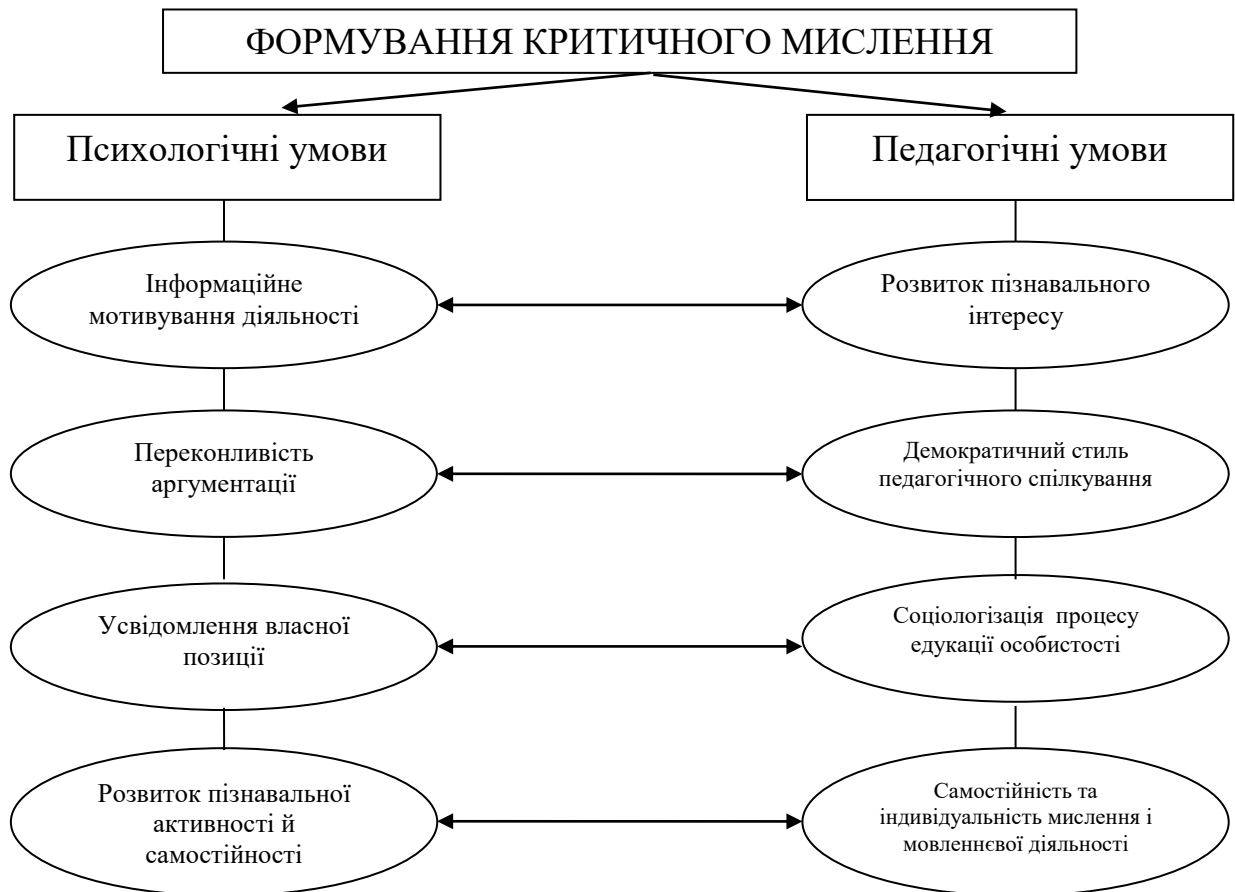 ФОРМУВАННЯ КРИТИЧНОГО МИСЛЕННЯ
Психологічні умови
Педагогічні умови
Інформаційне
мотивування діяльності
Розвиток пізнавального
інтересу
Переконливість
аргументації
Демократичний стиль
педагогічного спілкування
Усвідомлення власної
позиції
Соціологізація процесу
едукації особистості
Розвиток пізнавальної
активності й
самостійності
Самостійність та
індивідуальність мислення і
мовленнєвої діяльності